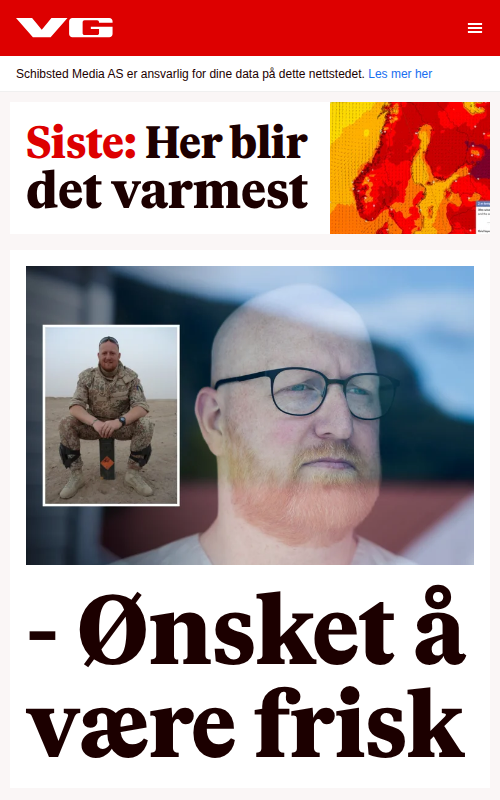 VG
Schibsted Media AS er ansvarlig for dine data på dette nettstedet. Les mer her
Siste: Her blir
det varmest
- Ønsket å
være frisk